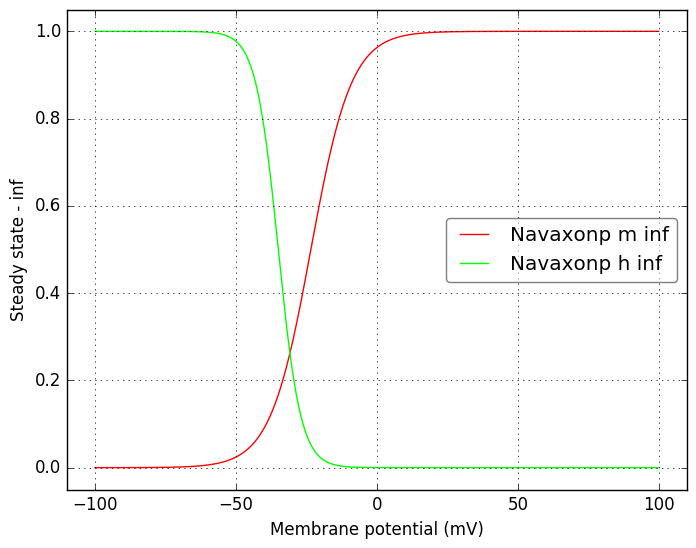 1.0
0.8
0.6
0.4
0.2
0.0
Steady state - inf
Navaxonp m inf
Navaxonp h inf
−100 −50 0 50 100
Membrane potential (mV)